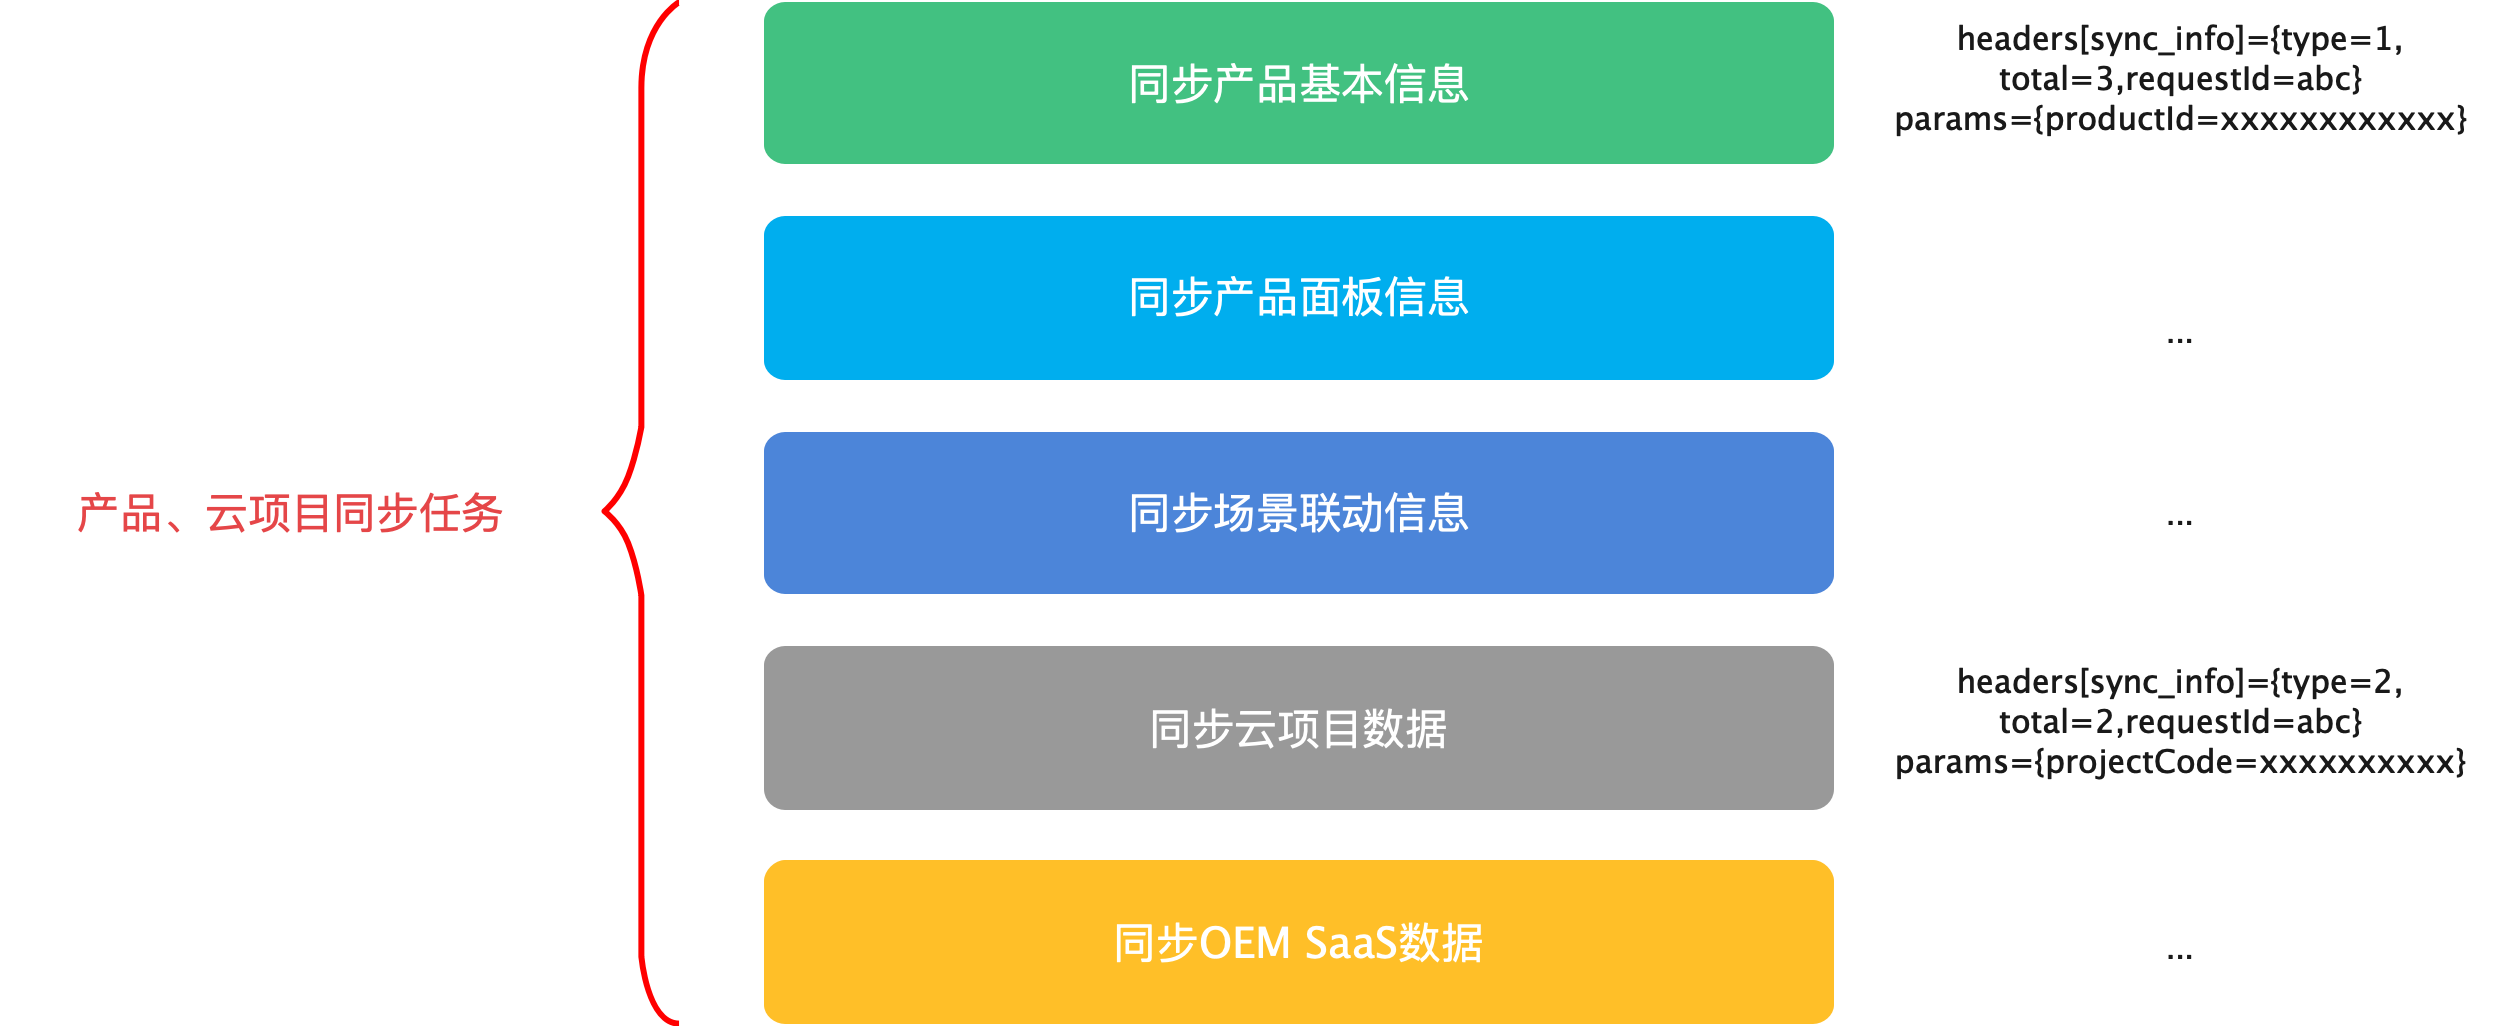 同步产品基本信息
headers[sync_info]={type=1,
total=3,requestId=abc}
params={productId=xxxxxxxxxxxx}
同步产品面板信息
...
产品、云项目同步任务
同步场景联动信息
...
同步云项目数据
headers[sync_info]={type=2,
total=2,requestId=abc}
params={projectCode=xxxxxxxxxx}
同步OEM SaaS数据
...